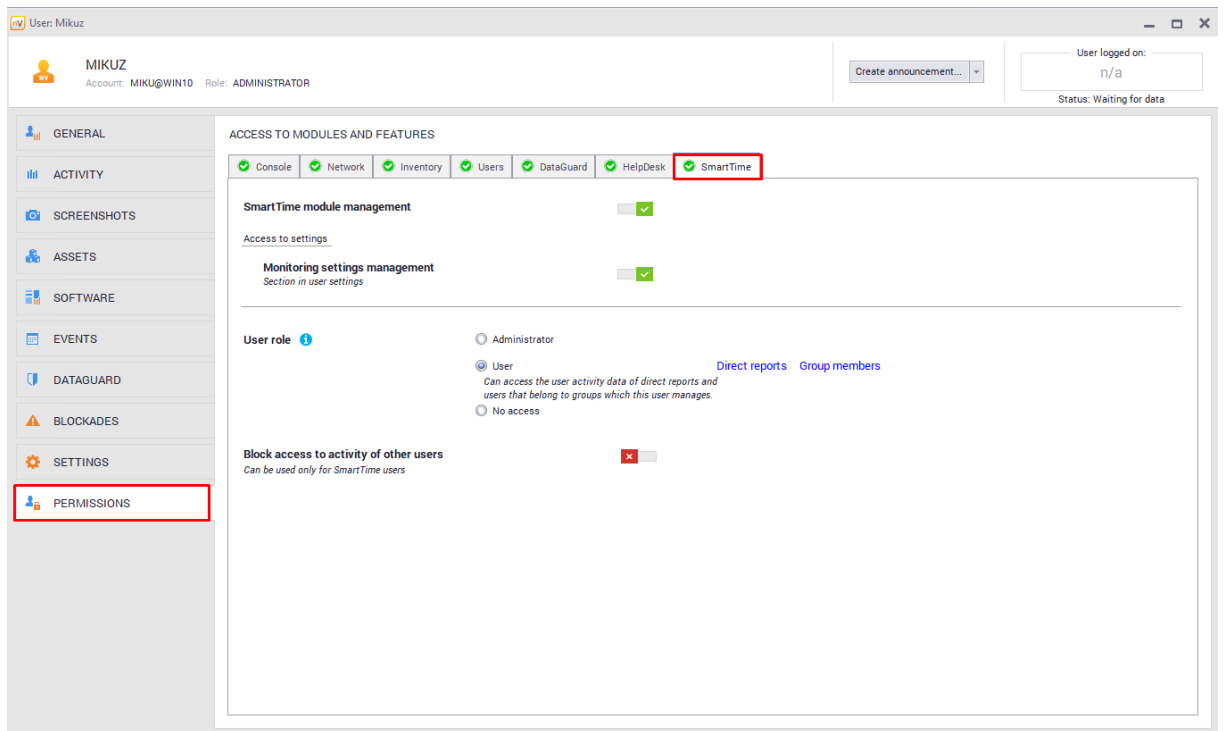 nV User: Mikuz
MIKUZ
Account: MIKU@WIN10 Role: ADMINISTRATOR
Create announcement...
User logged on:
n/a
Status: Waiting for data
NV
GENERAL
ACTIVITY
SCREENSHOTS
ASSETS
SOFTWARE
EVENTS
DATAGUARD
BLOCKADES
SETTINGS
PERMISSIONS
ACCESS TO MODULES AND FEATURES
Console Network Inventory Users DataGuard HelpDesk SmartTime
SmartTime module management
Access to settings
Monitoring settings management
Section in user settings
User role i
Administrator
User Direct reports Group members
Can access the user activity data of direct reports and
users that belong to groups which this user manages.
No access
Block access to activity of other users
Can be used only for SmartTime users